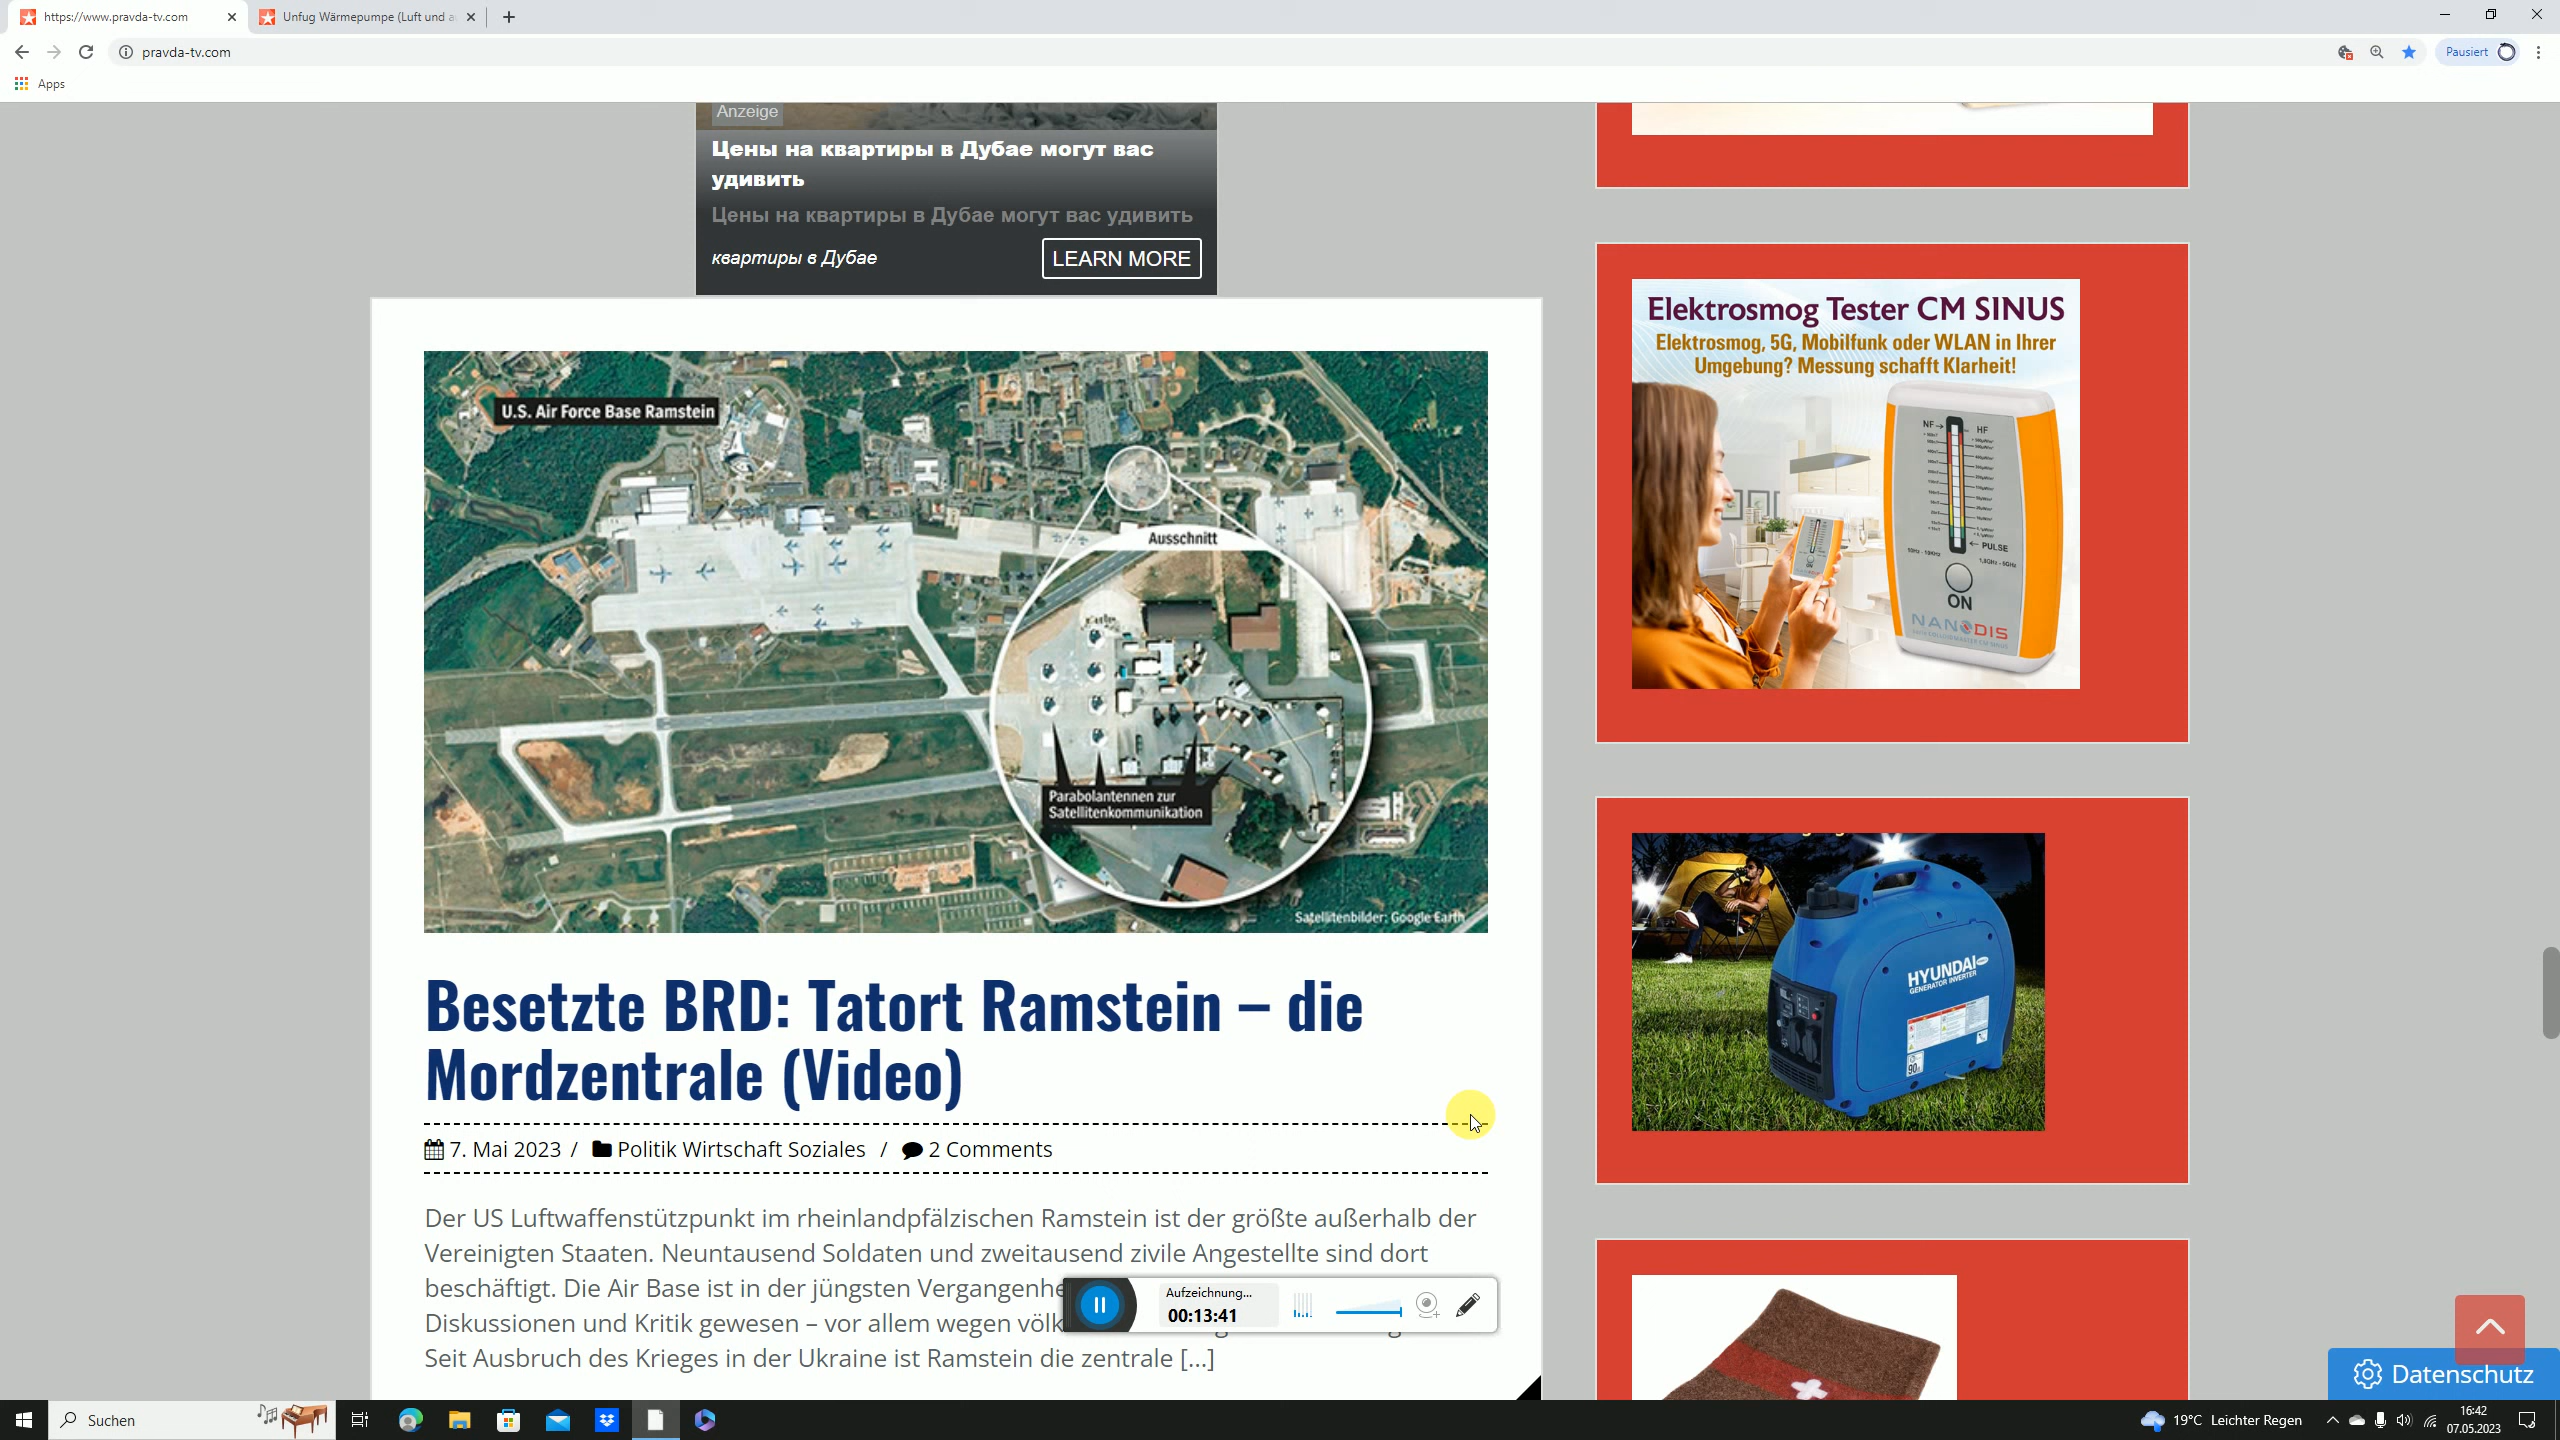 https://www.pravda-tv.com
Unfug Wärmepumpe (Luft und a
pravda-tv.com
Pausiert
Apps
Anzeige
Цены на квартиры в Дубае могут вас
удивить
Цены на квартиры в Дубае могут вас удивить
квартиры в Дубае
LEARN MORE
U.S. Air Force Base Ramstein
Ausschnitt
Parabolantennen zur
Satellitenkommunikation
Satellitenbilder: Google Earth
Besetzte BRD: Tatort Ramstein – die
Mordzentrale (Video)
7. Mai 2023 / Politik Wirtschaft Soziales / 2 Comments
Der US Luftwaffenstützpunkt im rheinlandpfälzischen Ramstein ist der größte außerhalb der
Vereinigten Staaten. Neuntausend Soldaten und zweitausend zivile Angestellte sind dort
beschäftigt. Die Air Base ist in der jüngsten Vergangenhe
Diskussionen und Kritik gewesen – vor allem wegen völk
Seit Ausbruch des Krieges in der Ukraine ist Ramstein die zentrale [...]
Aufzeichnung...
00:13:41
Elektrosmog Tester CM SINUS
Elektrosmog, 5G, Mobilfunk oder WLAN in Ihrer
Umgebung? Messung schafft Klarheit!
NF
HF
PULSE
ON
NANODIS
HYUNDAI
GENERATOR INVERTER
90
Datenschutz
Suchen
19°C Leichter Regen
16:42
07.05.2023